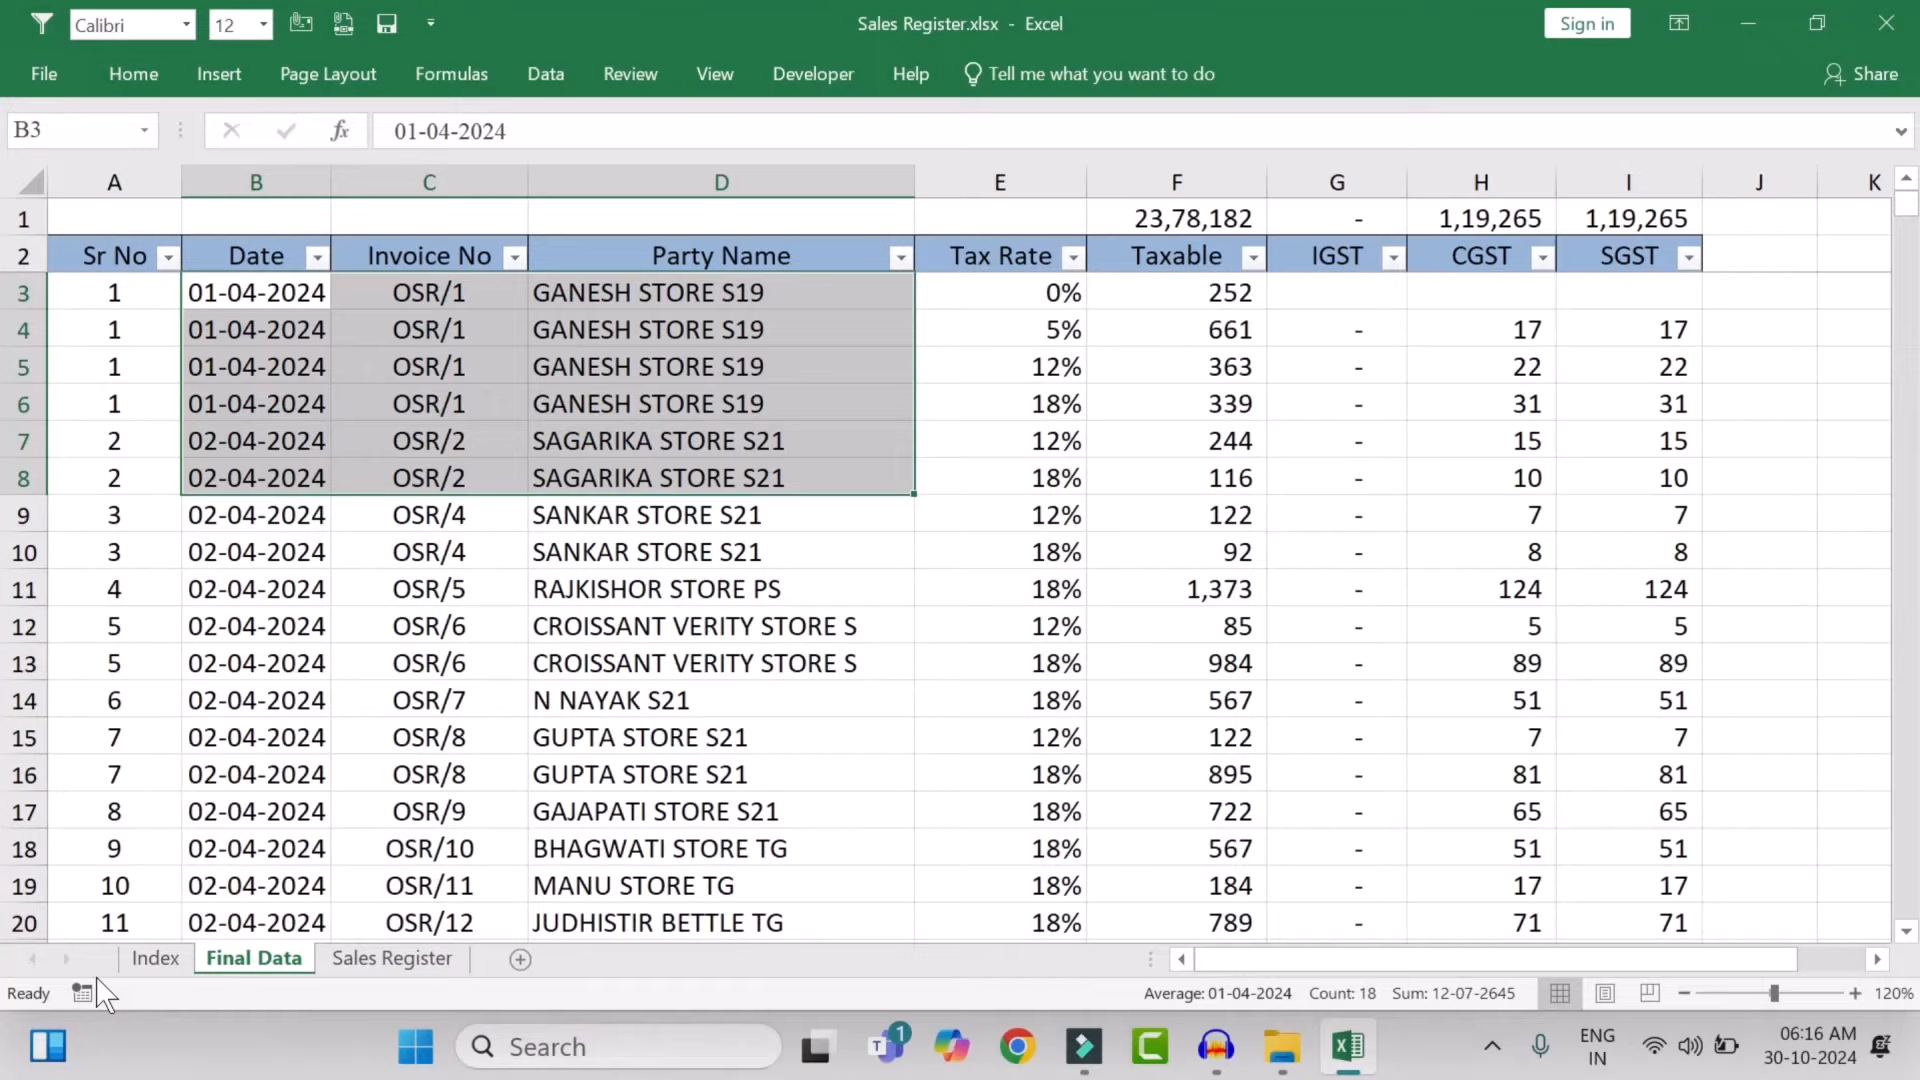 Calibri 12 Sales Register.xlsx - Excel Sign in
File Home Insert Page Layout Formulas Data Review View Developer Help Tell me what you want to do Share
B3 fx 01-04-2024
A B C D E F G H I J K
1 23,78,182 - 1,19,265 1,19,265
2 Sr No Date Invoice No Party Name Tax Rate Taxable IGST CGST SGST
3 1 01-04-2024 OSR/1 GANESH STORE S19 0% 252
4 1 01-04-2024 OSR/1 GANESH STORE S19 5% 661 - 17 17
5 1 01-04-2024 OSR/1 GANESH STORE S19 12% 363 - 22 22
6 1 01-04-2024 OSR/1 GANESH STORE S19 18% 339 - 31 31
7 2 02-04-2024 OSR/2 SAGARIKA STORE S21 12% 244 - 15 15
8 2 02-04-2024 OSR/2 SAGARIKA STORE S21 18% 116 - 10 10
9 3 02-04-2024 OSR/4 SANKAR STORE S21 12% 122 - 7 7
10 3 02-04-2024 OSR/4 SANKAR STORE S21 18% 92 - 8 8
11 4 02-04-2024 OSR/5 RAJKISHOR STORE PS 18% 1,373 - 124 124
12 5 02-04-2024 OSR/6 CROISSANT VERITY STORE S 12% 85 - 5 5
13 5 02-04-2024 OSR/6 CROISSANT VERITY STORE S 18% 984 - 89 89
14 6 02-04-2024 OSR/7 N NAYAK S21 18% 567 - 51 51
15 7 02-04-2024 OSR/8 GUPTA STORE S21 12% 122 - 7 7
16 7 02-04-2024 OSR/8 GUPTA STORE S21 18% 895 - 81 81
17 8 02-04-2024 OSR/9 GAJAPATI STORE S21 18% 722 - 65 65
18 9 02-04-2024 OSR/10 BHAGWATI STORE TG 18% 567 - 51 51
19 10 02-04-2024 OSR/11 MANU STORE TG 18% 184 - 17 17
20 11 02-04-2024 OSR/12 JUDHISTIR BETTLE TG 18% 789 - 71 71
Index Final Data Sales Register
Ready Average: 01-04-2024 Count: 18 Sum: 12-07-2645 120%
Search 1 ENG 06:16 AM
IN 30-10-2024